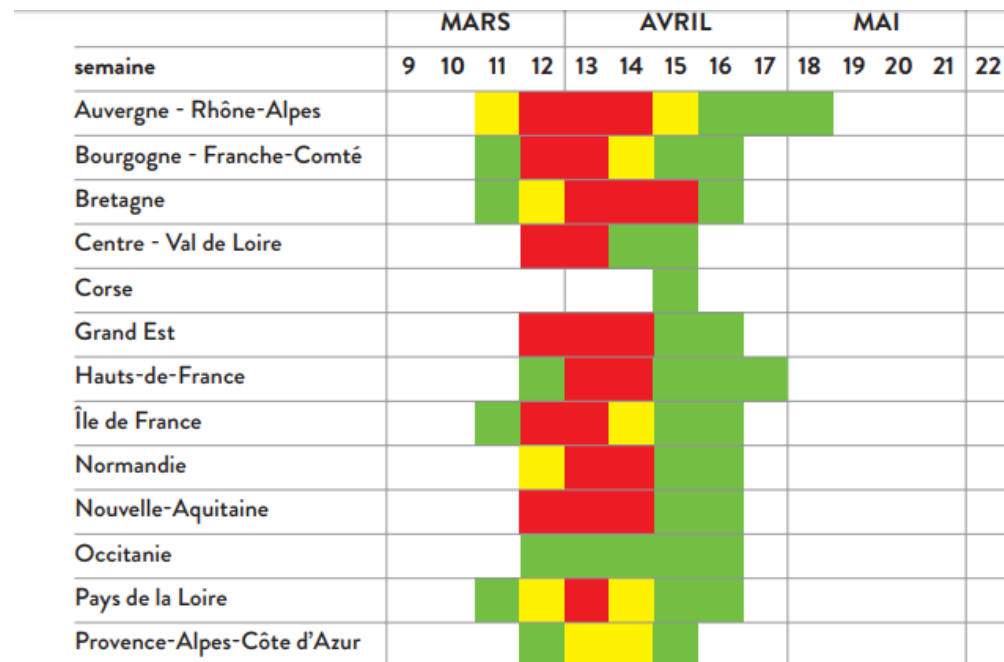 MARS AVRIL MAI
semaine 9 10 11 12 13 14 15 16 17 18 19 20 21 22
Auvergne - Rhône-Alpes
Bourgogne - Franche-Comté
Bretagne
Centre - Val de Loire
Corse
Grand Est
Hauts-de-France
Île de France
Normandie
Nouvelle-Aquitaine
Occitanie
Pays de la Loire
Provence-Alpes-Côte d'Azur